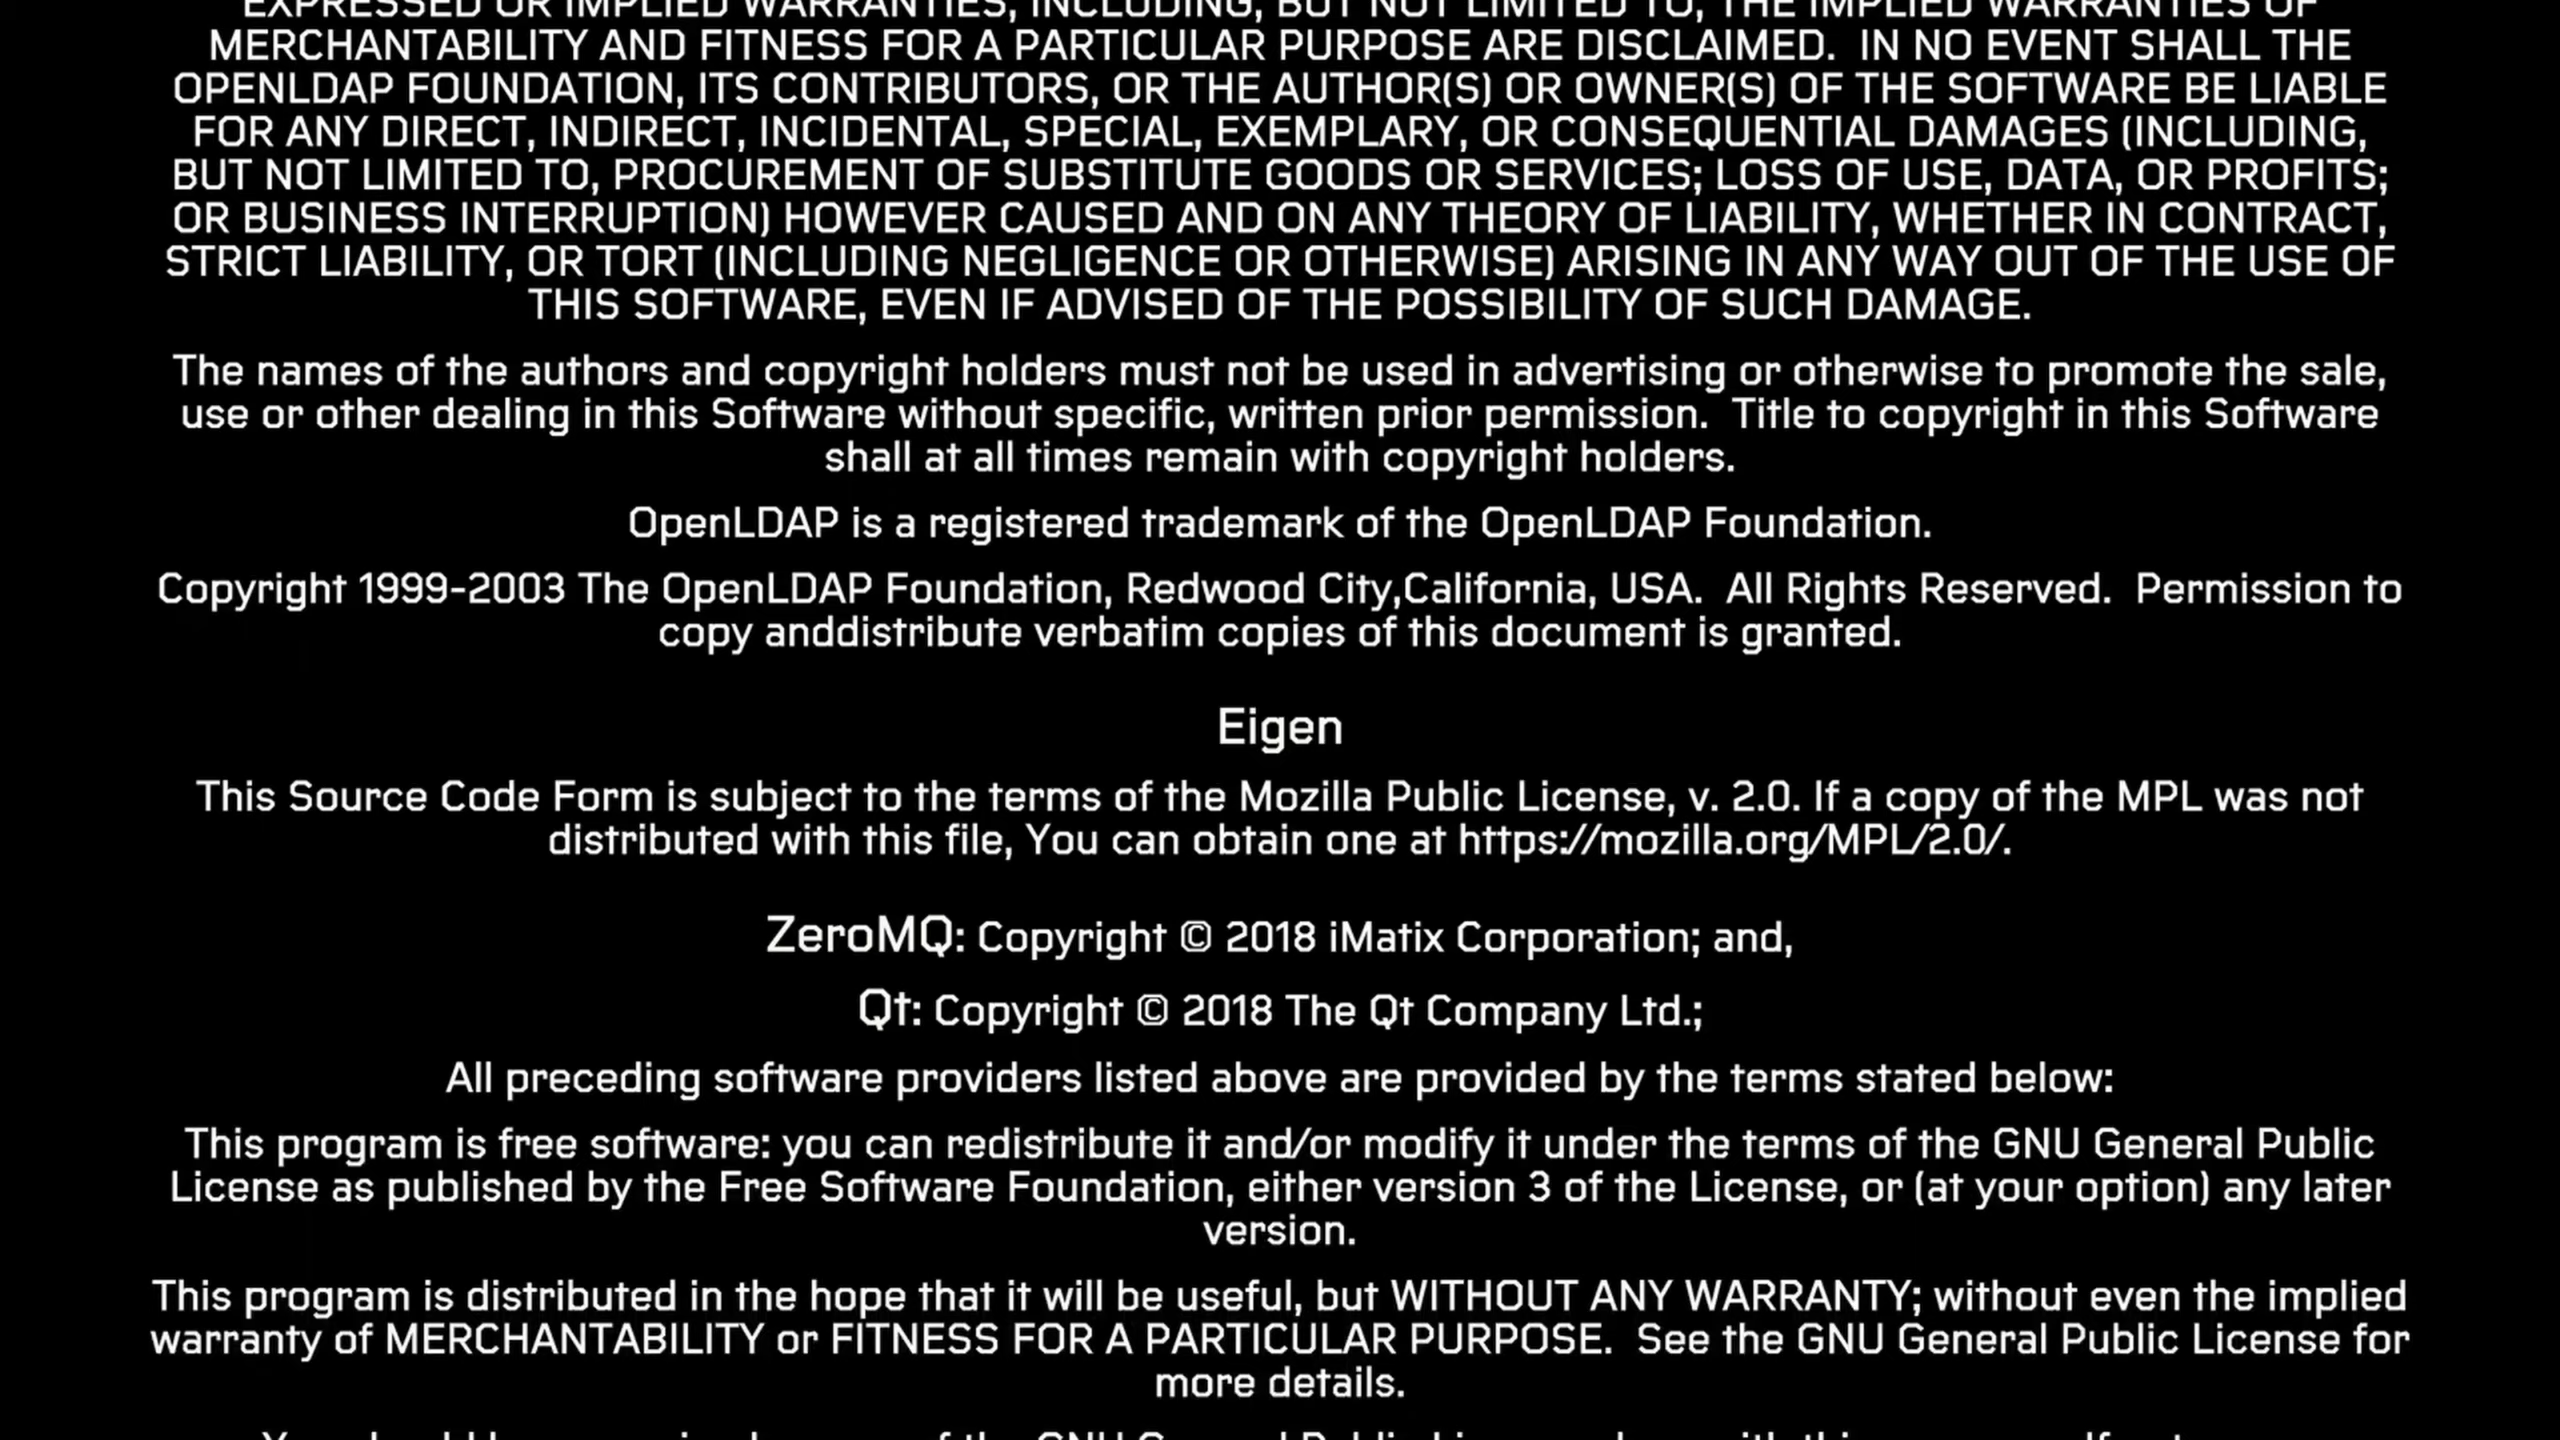 EXPRESSED OR IMPLIED WARRANTIES, INCLUDING, BUT NOT LIMITED TO, THE IMPLIED WARRANTIES OF
MERCHANTABILITY AND FITNESS FOR A PARTICULAR PURPOSE ARE DISCLAIMED.  IN NO EVENT SHALL THE
OPENLDAP FOUNDATION, ITS CONTRIBUTORS, OR THE AUTHOR(S) OR OWNER(S) OF THE SOFTWARE BE LIABLE
FOR ANY DIRECT, INDIRECT, INCIDENTAL, SPECIAL, EXEMPLARY, OR CONSEQUENTIAL DAMAGES (INCLUDING,
BUT NOT LIMITED TO, PROCUREMENT OF SUBSTITUTE GOODS OR SERVICES; LOSS OF USE, DATA, OR PROFITS;
OR BUSINESS INTERRUPTION) HOWEVER CAUSED AND ON ANY THEORY OF LIABILITY, WHETHER IN CONTRACT,
STRICT LIABILITY, OR TORT (INCLUDING NEGLIGENCE OR OTHERWISE) ARISING IN ANY WAY OUT OF THE USE OF
THIS SOFTWARE, EVEN IF ADVISED OF THE POSSIBILITY OF SUCH DAMAGE.
The names of the authors and copyright holders must not be used in advertising or otherwise to promote the sale,
use or other dealing in this Software without specific, written prior permission.  Title to copyright in this Software
shall at all times remain with copyright holders.
OpenLDAP is a registered trademark of the OpenLDAP Foundation.
Copyright 1999-2003 The OpenLDAP Foundation, Redwood City,California, USA.  All Rights Reserved.  Permission to
copy anddistribute verbatim copies of this document is granted.
Eigen
This Source Code Form is subject to the terms of the Mozilla Public License, v. 2.0. If a copy of the MPL was not
distributed with this file, You can obtain one at https://mozilla.org/MPL/2.0/.
ZeroMQ: Copyright © 2018 iMatix Corporation; and,
Qt: Copyright © 2018 The Qt Company Ltd.;
All preceding software providers listed above are provided by the terms stated below:
This program is free software: you can redistribute it and/or modify it under the terms of the GNU General Public
License as published by the Free Software Foundation, either version 3 of the License, or (at your option) any later
version.
This program is distributed in the hope that it will be useful, but WITHOUT ANY WARRANTY; without even the implied
warranty of MERCHANTABILITY or FITNESS FOR A PARTICULAR PURPOSE.  See the GNU General Public License for
more details.